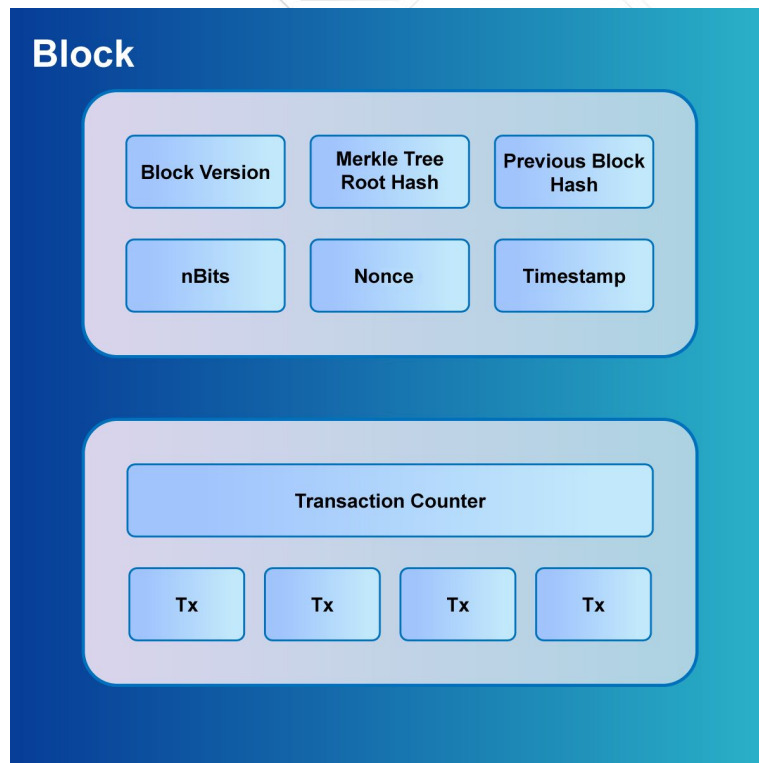 Block
Block Version
Merkle Tree
Root Hash
Previous Block
Hash
nBits
Nonce
Timestamp
Transaction Counter
Tx
Tx
Tx
Tx